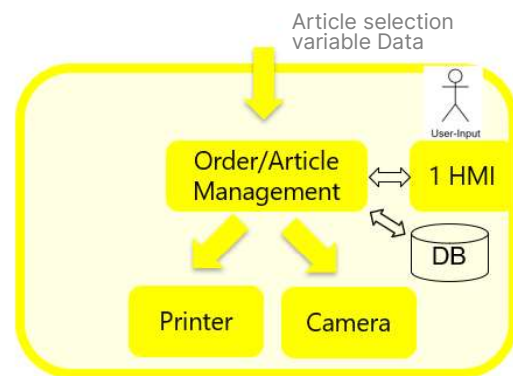 Article selection
variable Data
User-Input
Order/Article
Management
1 HMI
DB
Printer
Camera